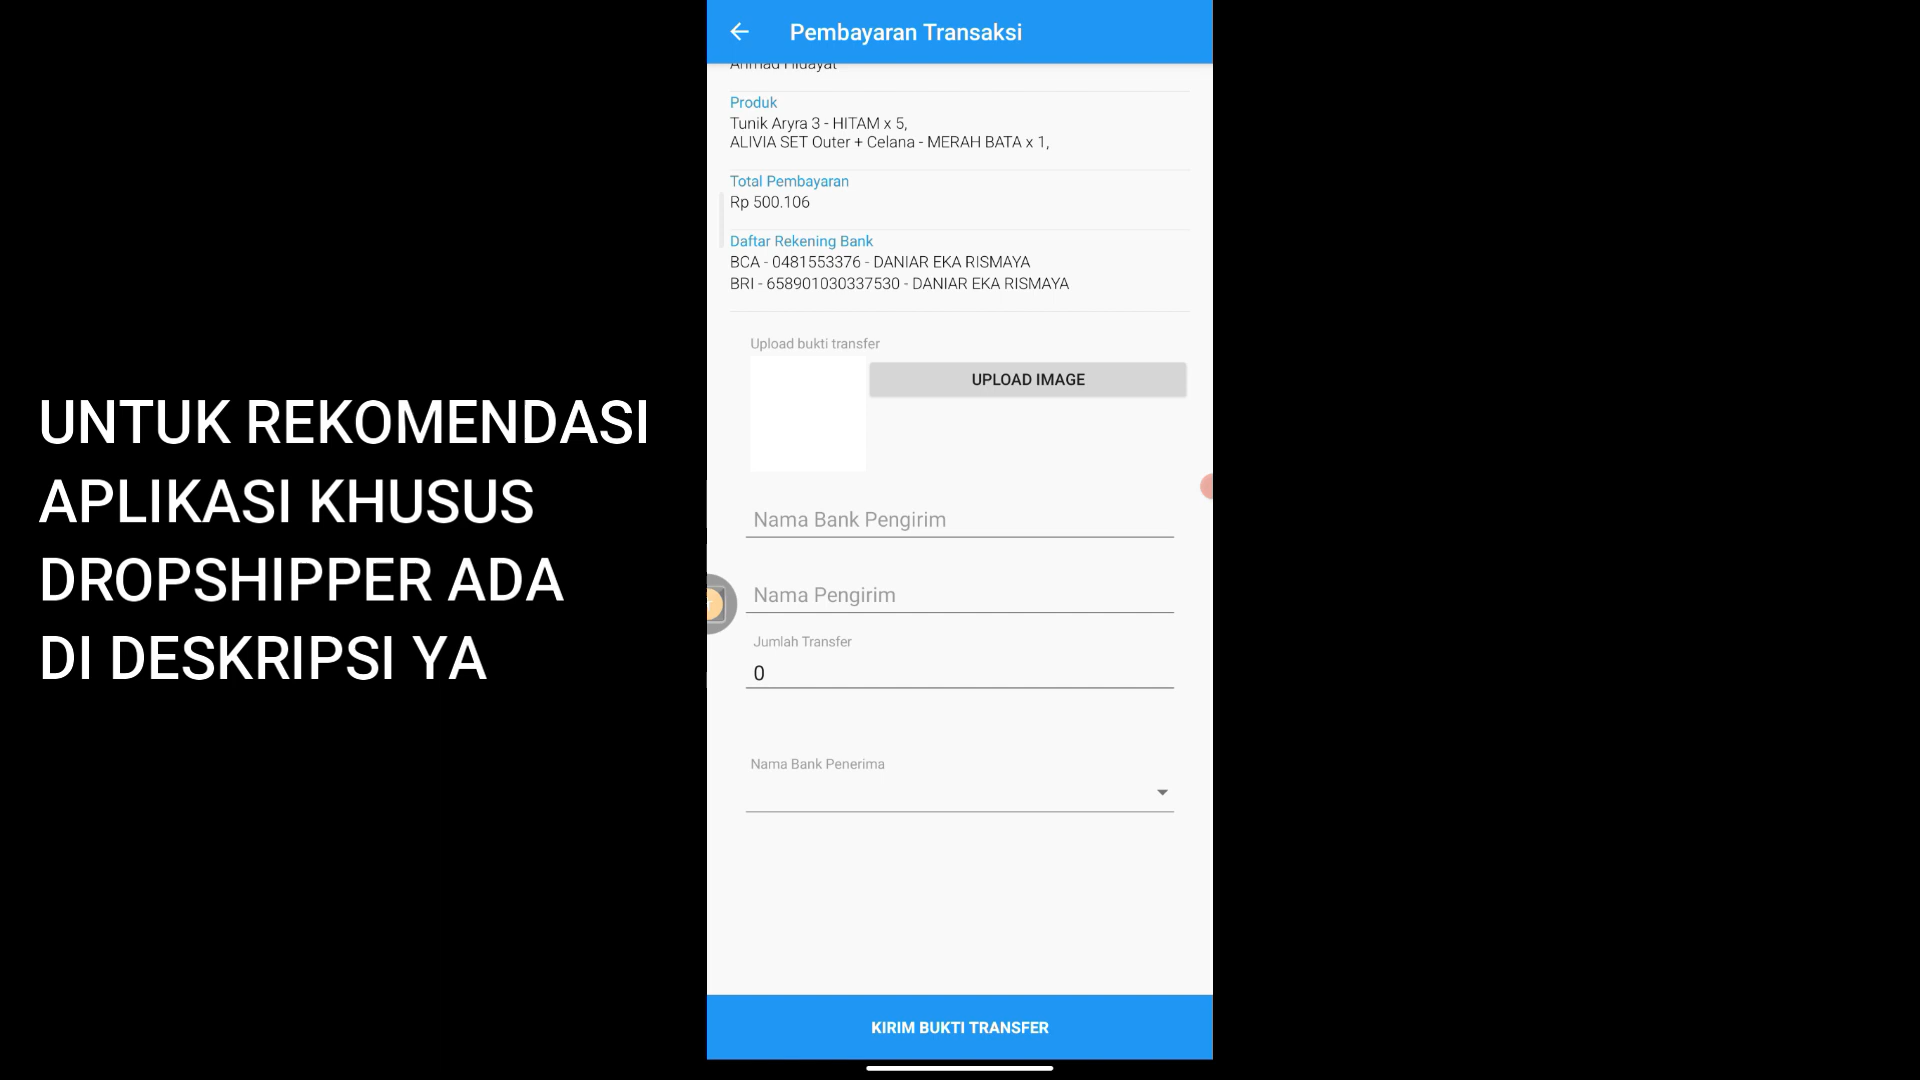 UNTUK REKOMENDASI
APLIKASI KHUSUS
DROPSHIPPER ADA
DI DESKRIPSI YA
Pembayaran Transaksi
Ahmad Hidayat
Produk
Tunik Aryra 3 - HITAM x 5,
ALIVIA SET Outer + Celana - MERAH BATA x 1,
Total Pembayaran
Rp 500.106
Daftar Rekening Bank
BCA - 0481553376 - DANIAR EKA RISMAYA
BRI - 658901030337530 - DANIAR EKA RISMAYA
Upload bukti transfer
UPLOAD IMAGE
Nama Bank Pengirim
Nama Pengirim
Jumlah Transfer
0
Nama Bank Penerima
KIRIM BUKTI TRANSFER